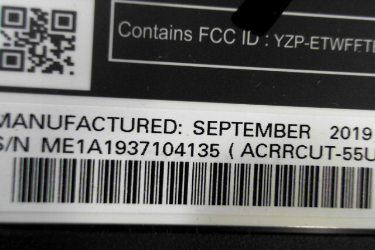 Contains FCC ID : YZP-ETWFFT
MANUFACTURED: SEPTEMBER 2019
S/N ME1A1937104135 ( ACRRCUT-55U